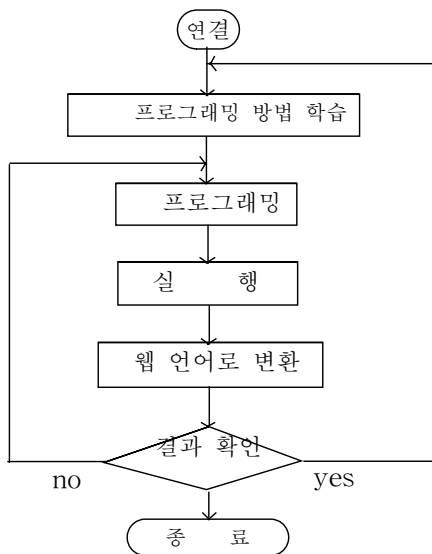 연결
프로그래밍 방법 학습
프로그래밍
실 행
웹 언어로 변환
결과 확인
no yes
종 료